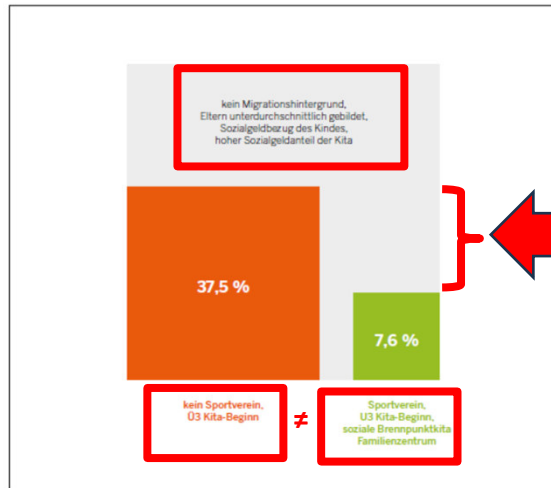 kein Migrationshintergrund,
Eltern unterdurchschnittlich gebildet,
Sozialgeldbezug des Kindes,
hoher Sozialgeldanteil der Kita
37,5 %
7,6 %
kein Sportverein,
Ü3 Kita-Beginn
≠
Sportverein,
U3 Kita-Beginn,
soziale Brennpunktkita
Familienzentrum